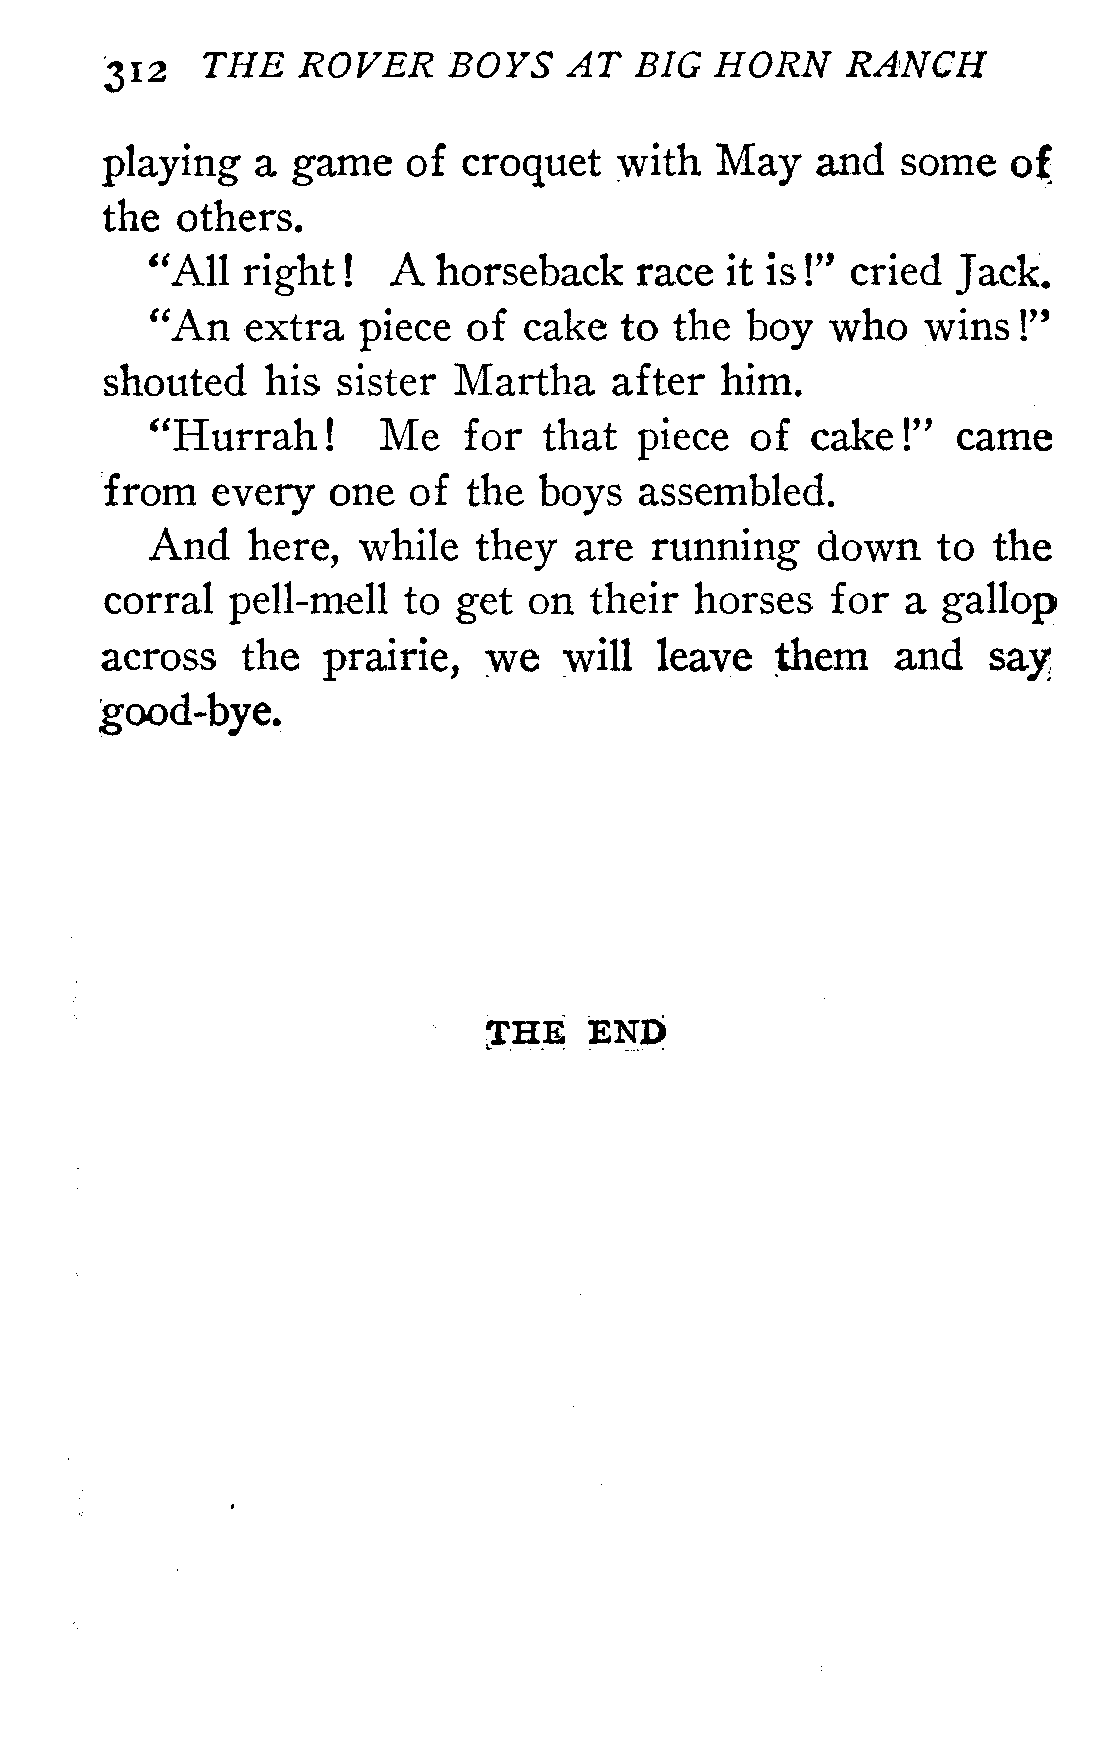 312 THE ROVER BOYS AT BIG HORN RANCH
playing a game of croquet with May and some of
the others.
"All right! A horseback race it is!" cried Jack.
"An extra piece of cake to the boy who wins!"
shouted his sister Martha after him.
"Hurrah! Me for that piece of cake!" came
from every one of the boys assembled.
And here, while they are running down to the
corral pell-mell to get on their horses for a gallop
across the prairie, we will leave them and say
good-bye.
THE END